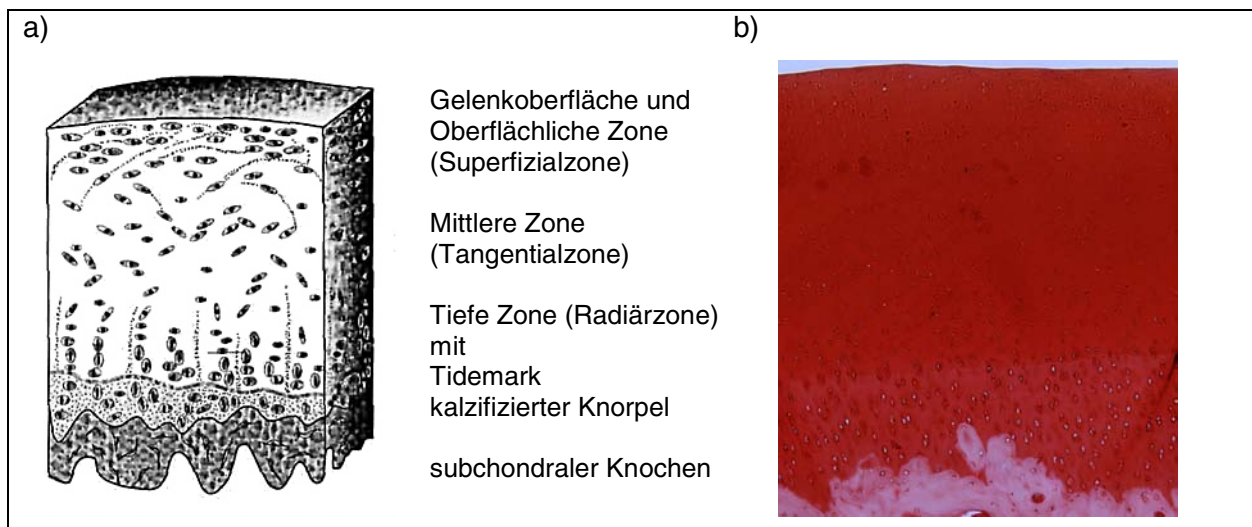 a)
b)
Gelenkoberfläche und
Oberflächliche Zone
(Superfizialzone)
Mittlere Zone
(Tangentialzone)
Tiefe Zone (Radiärzone)
mit
Tidemark
kalzifizierter Knorpel
subchondraler Knochen